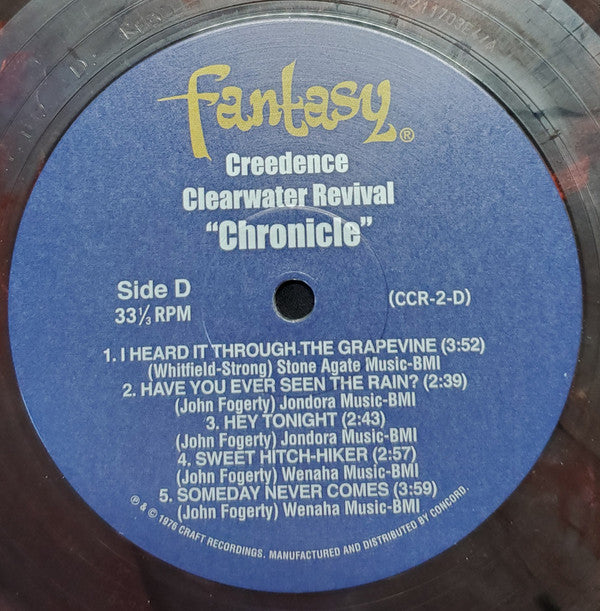 fantasy®
Creedence
Clearwater Revival
“Chronicle”
Side D
33⅓ RPM
(CCR-2-D)
1. I HEARD IT THROUGH THE GRAPEVINE (3:52)
(Whitfield-Strong) Stone Agate Music-BMI
2. HAVE YOU EVER SEEN THE RAIN? (2:39)
(John Fogerty) Jondora Music-BMI
3. HEY TONIGHT (2:43)
(John Fogerty) Jondora Music-BMI
4. SWEET HITCH-HIKER (2:57)
(John Fogerty) Wenaha Music-BMI
5. SOMEDAY NEVER COMES (3:59)
(John Fogerty) Wenaha Music-BMI
℗ & © 1976 CRAFT RECORDINGS. MANUFACTURED AND DISTRIBUTED BY CONCORD.